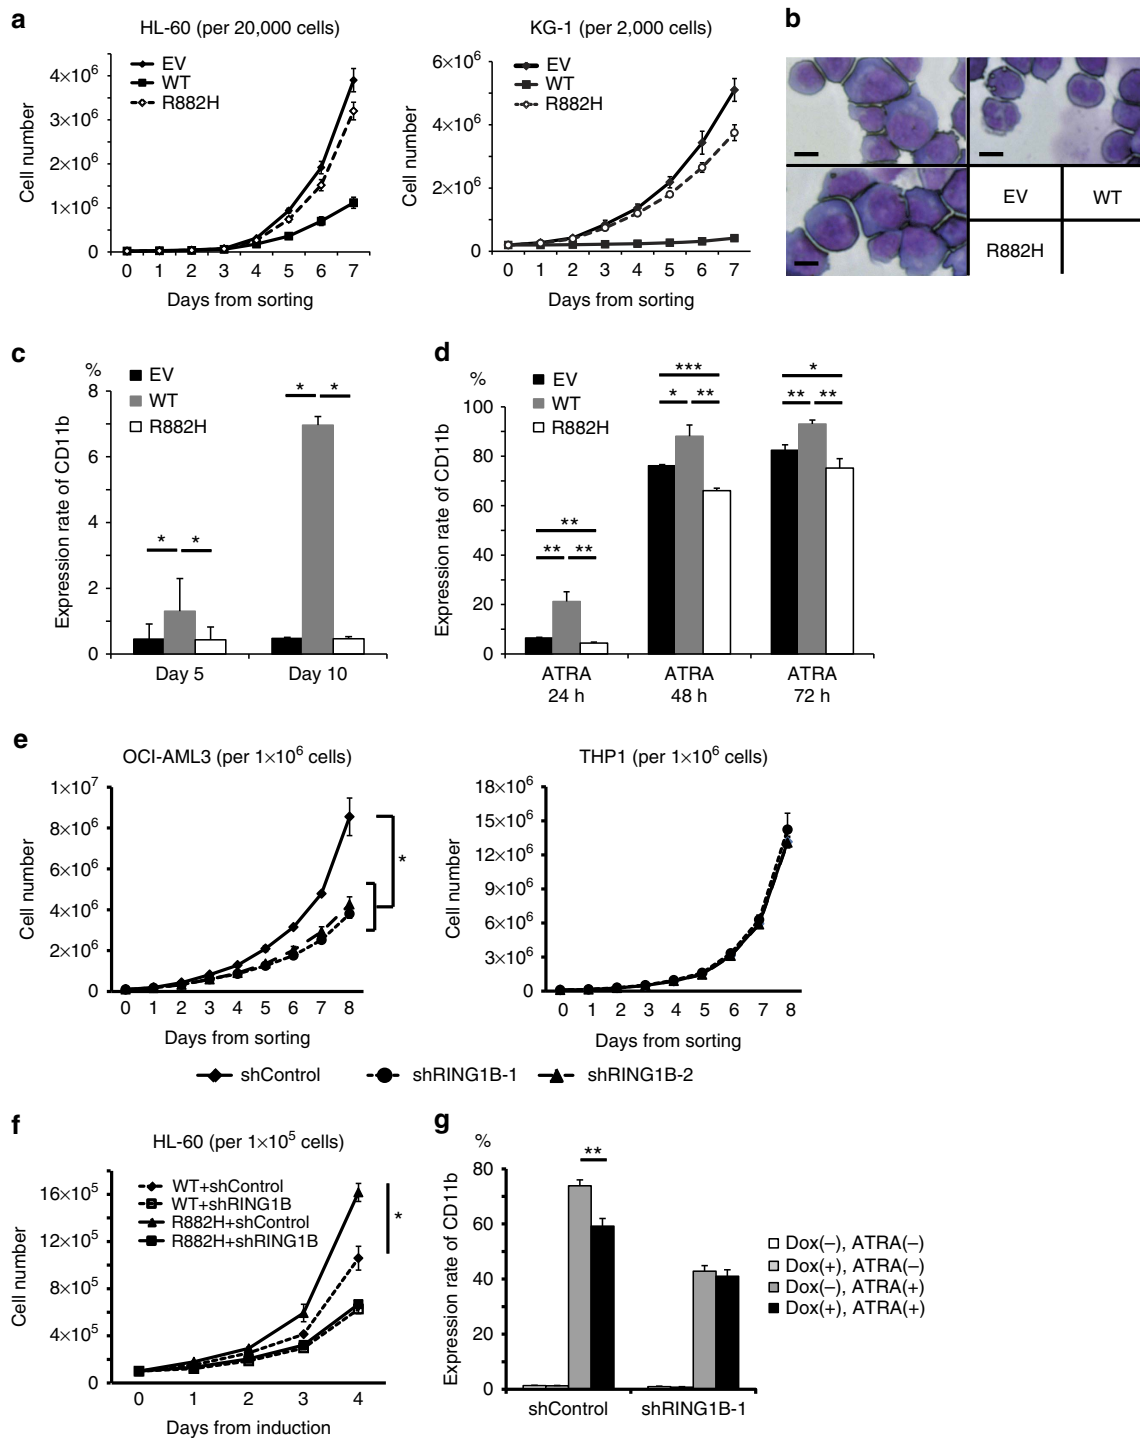 a
HL-60 (per 20,000 cells)
EV
WT
R882H
Cell number
4×10⁶
3×10⁶
2×10⁶
1×10⁶
0
0 1 2 3 4 5 6 7
Days from sorting
KG-1 (per 2,000 cells)
EV
WT
R882H
Cell number
6×10⁶
4×10⁶
2×10⁶
0
0 1 2 3 4 5 6 7
Days from sorting
b
EV WT
R882H
c
%
EV
WT
R882H
Expression rate of CD11b
8
6
4
2
0
* *
* *
Day 5 Day 10
d
%
EV
WT
R882H
Expression rate of CD11b
100
80
60
40
20
0
**
** **
***
* **
*
** **
ATRA ATRA ATRA
24 h 48 h 72 h
e
OCI-AML3 (per 1×10⁶ cells)
Cell number
1×10⁷
8×10⁶
6×10⁶
4×10⁶
2×10⁶
0
*
0 1 2 3 4 5 6 7 8
Days from sorting
THP1 (per 1×10⁶ cells)
Cell number
18×10⁶
15×10⁶
12×10⁶
9×10⁶
6×10⁶
3×10⁶
0
0 1 2 3 4 5 6 7 8
Days from sorting
shControl shRING1B-1 shRING1B-2
f
HL-60 (per 1×10⁵ cells)
WT+shControl
WT+shRING1B
R882H+shControl
R882H+shRING1B
Cell number
16×10⁵
12×10⁵
8×10⁵
4×10⁵
0
*
0 1 2 3 4
Days from induction
g
%
Expression rate of CD11b
80
60
40
20
0
**
shControl shRING1B-1
Dox(−), ATRA(−)
Dox(+), ATRA(−)
Dox(−), ATRA(+)
Dox(+), ATRA(+)